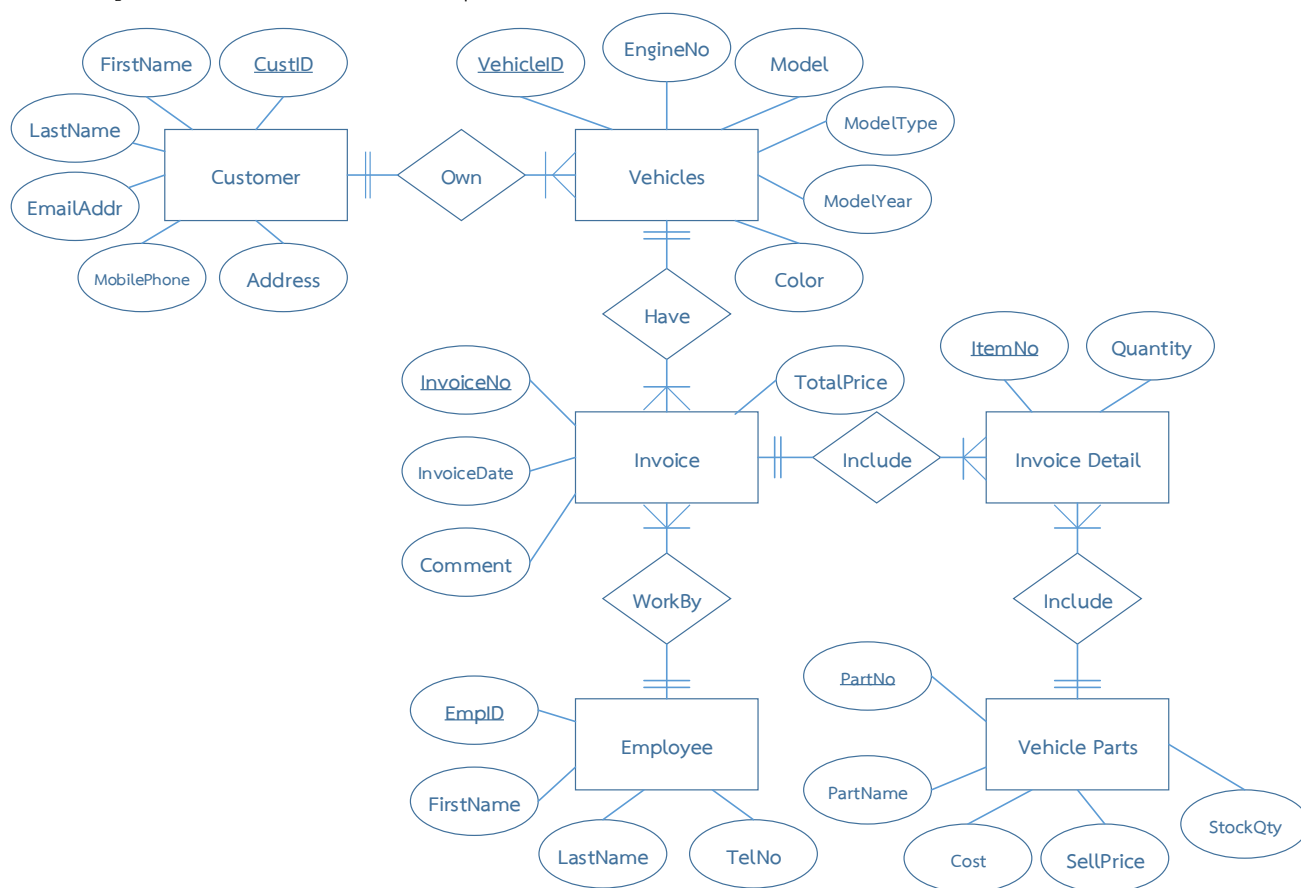 EngineNo
FirstName
CustID
VehicleID
Model
LastName
ModelType
Customer
Own
Vehicles
EmailAddr
ModelYear
MobilePhone
Address
Color
Have
ItemNo
Quantity
InvoiceNo
TotalPrice
InvoiceDate
Invoice
Include
Invoice Detail
Comment
WorkBy
Include
PartNo
EmpID
Employee
Vehicle Parts
FirstName
PartName
StockQty
LastName
TelNo
Cost
SellPrice